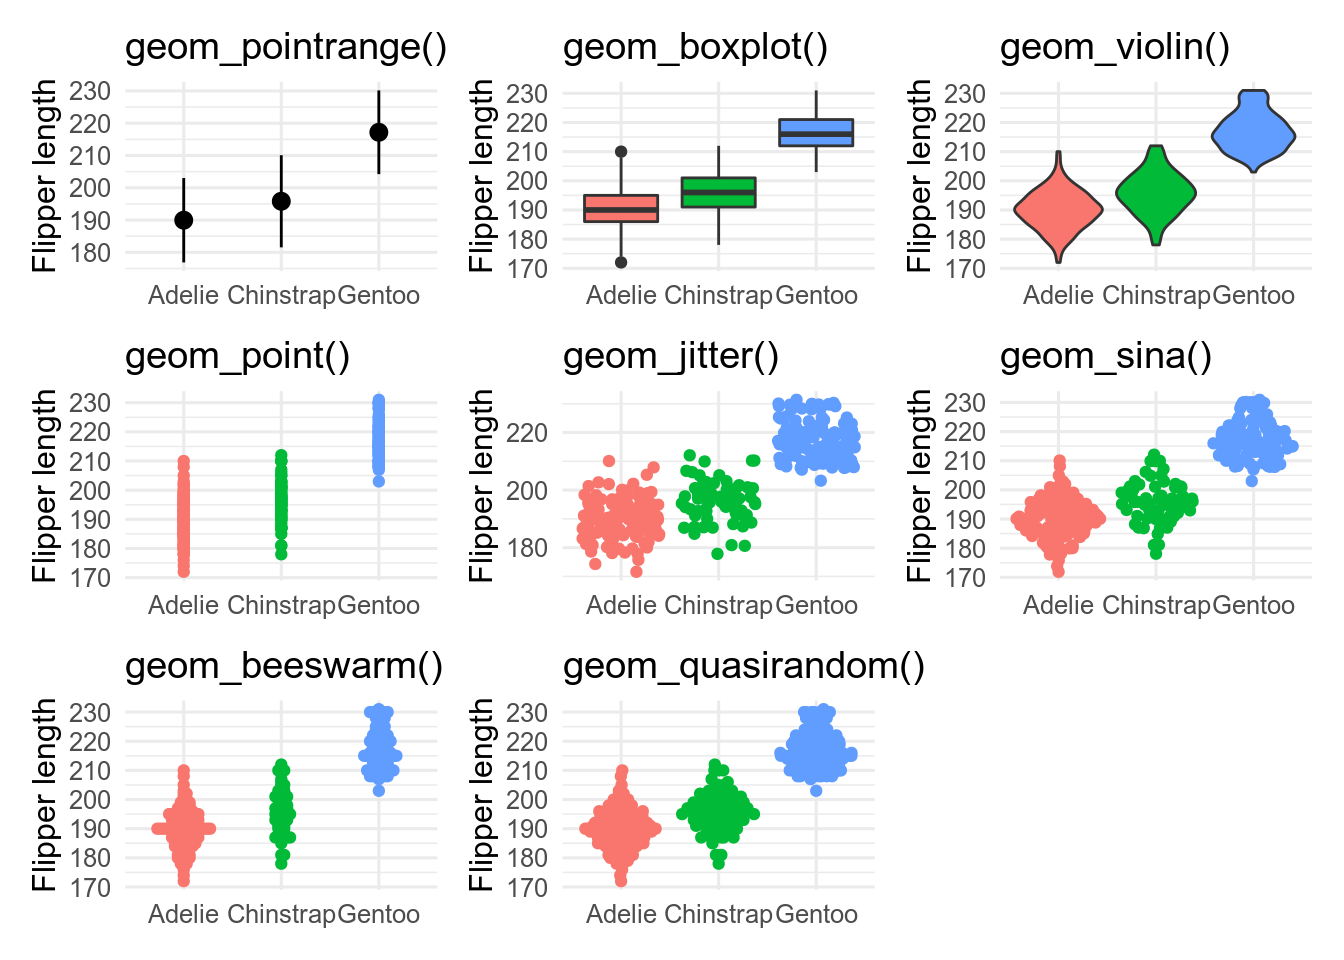 geom_pointrange()
Flipper length
230
220
210
200
190
180
Adelie Chinstrap Gentoo
geom_boxplot()
Flipper length
230
220
210
200
190
180
170
Adelie Chinstrap Gentoo
geom_violin()
Flipper length
230
220
210
200
190
180
170
Adelie Chinstrap Gentoo
geom_point()
Flipper length
230
220
210
200
190
180
170
Adelie Chinstrap Gentoo
geom_jitter()
Flipper length
220
200
180
Adelie Chinstrap Gentoo
geom_sina()
Flipper length
230
220
210
200
190
180
170
Adelie Chinstrap Gentoo
geom_beeswarm()
Flipper length
230
220
210
200
190
180
170
Adelie Chinstrap Gentoo
geom_quasirandom()
Flipper length
230
220
210
200
190
180
170
Adelie Chinstrap Gentoo